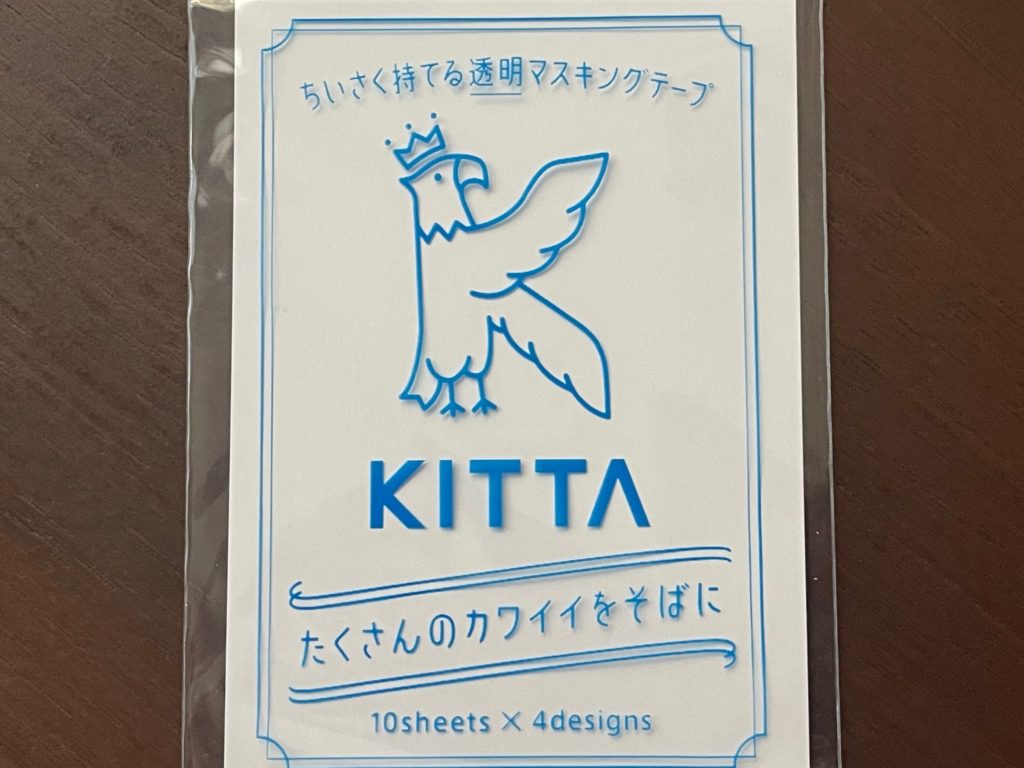 ちいさく持てる透明マスキングテープ
KITTA
たくさんのカワイイをそばに
10sheets × 4designs